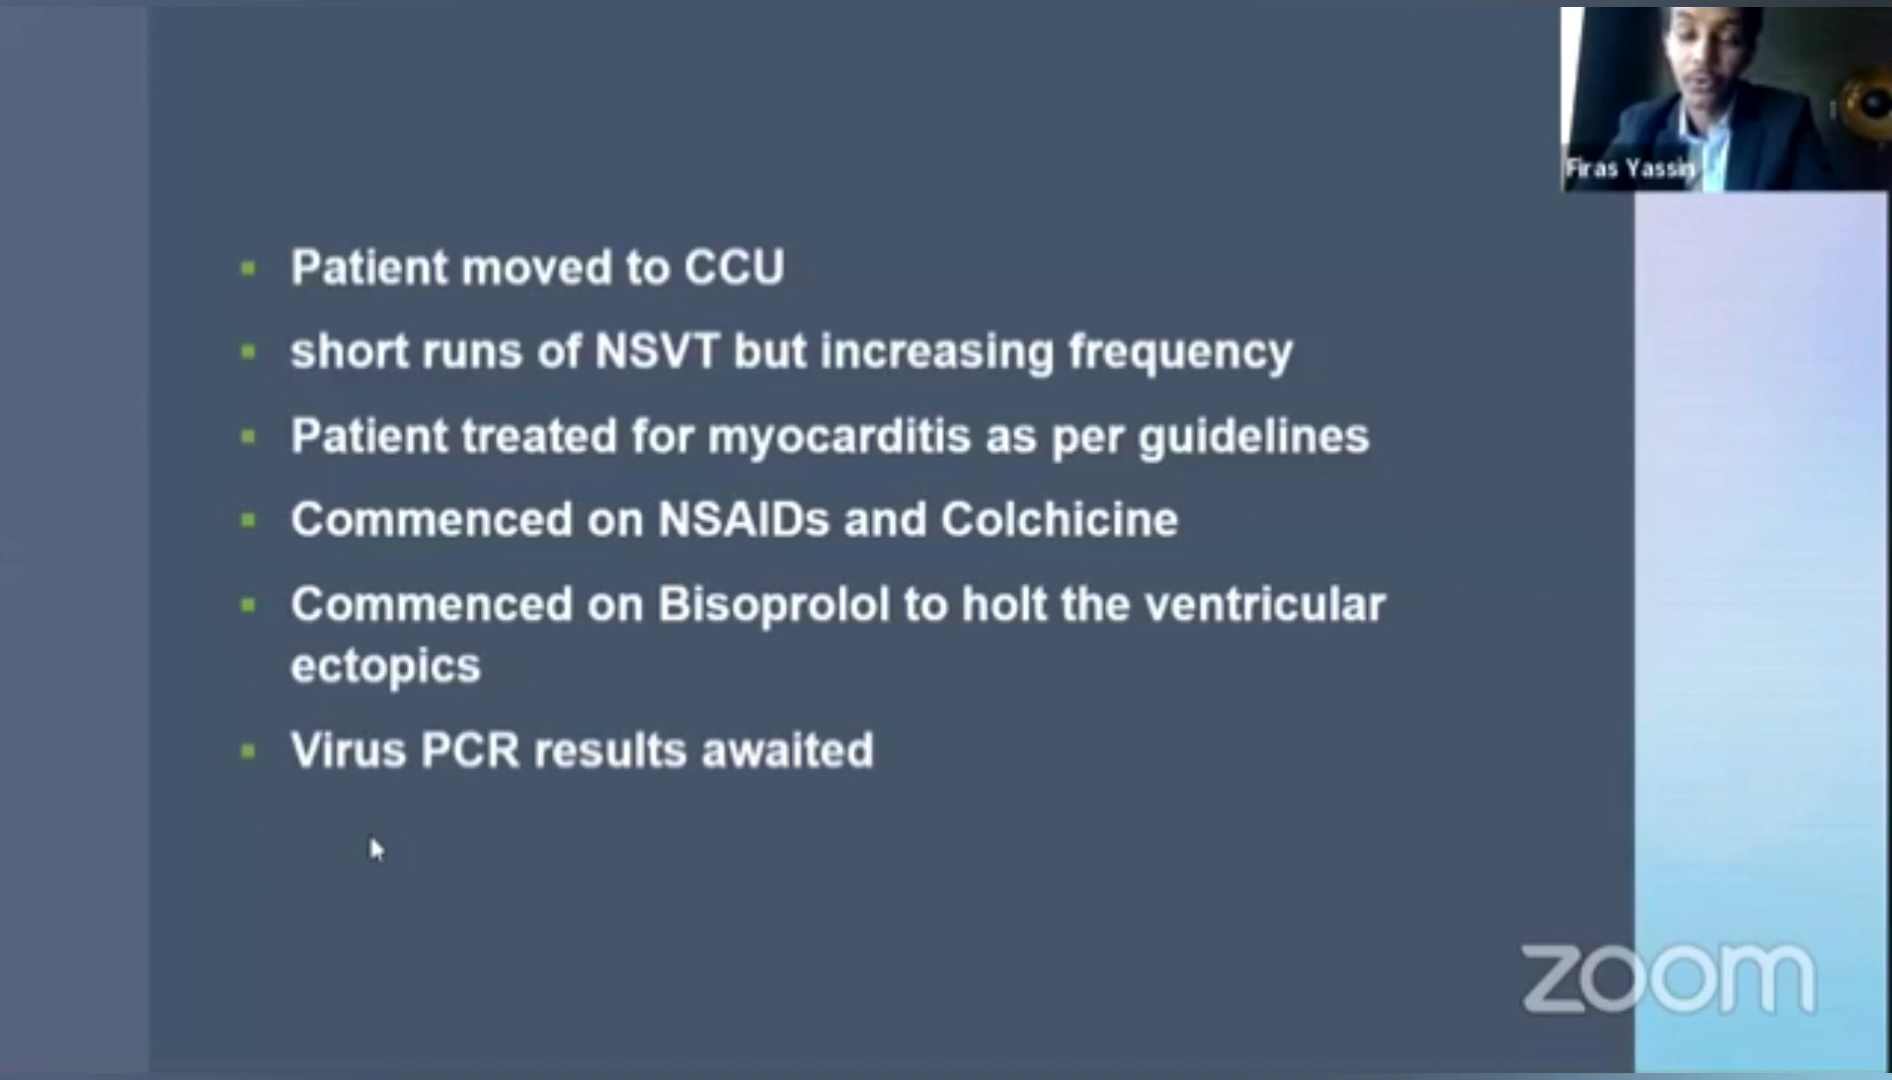 Firas Yassin
Patient moved to CCU
short runs of NSVT but increasing frequency
Patient treated for myocarditis as per guidelines
Commenced on NSAIDs and Colchicine
Commenced on Bisoprolol to holt the ventricular
ectopics
Virus PCR results awaited
zoom